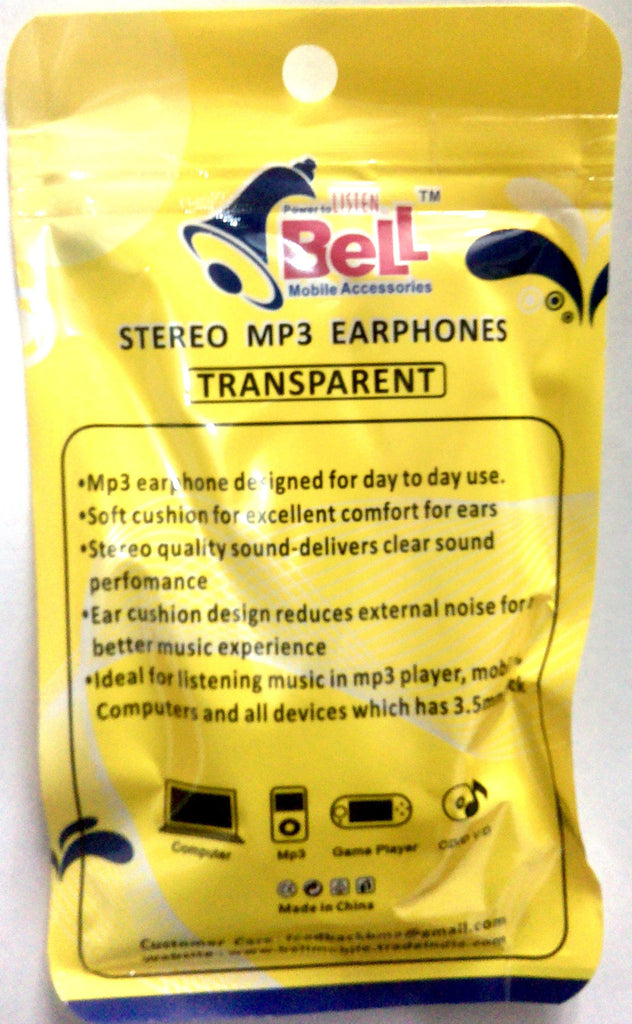 Power to LISTEN
BeLL TM
Mobile Accessories
STEREO MP3 EARPHONES
TRANSPARENT
•Mp3 earphone designed for day to day use.
•Soft cushion for excellent comfort for ears
•Stereo quality sound-delivers clear sound
perfomance
•Ear cushion design reduces external noise for
better music experience
•Ideal for listening music in mp3 player,
Computers and all devices which has
Computer Mp3 Game Player
Made in China
Customer Care
website